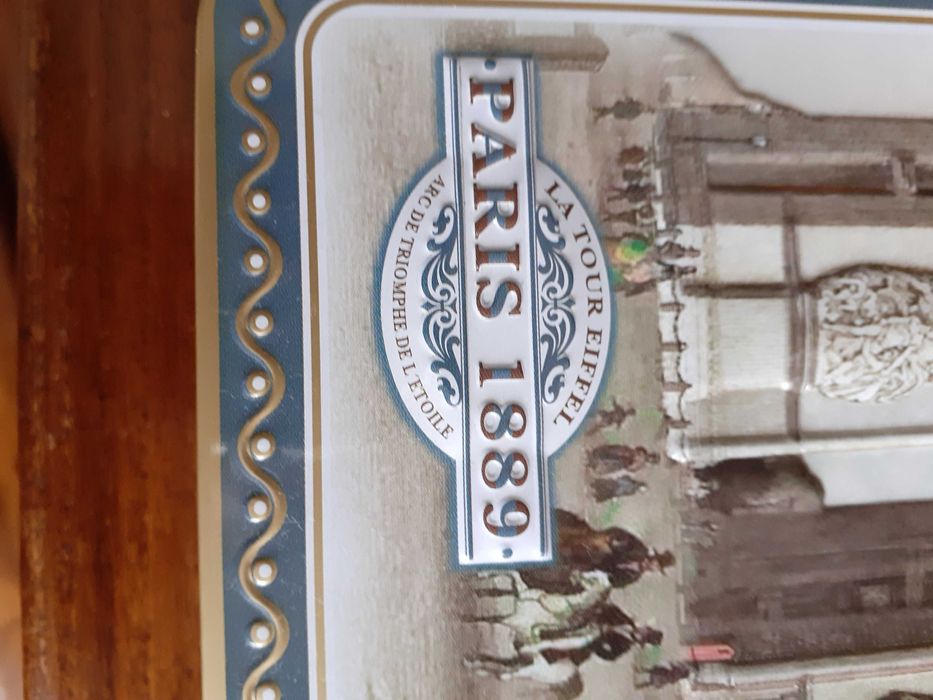 LA TOUR EIFFEL
PARIS 1889
ARC DE TRIOMPHE DE L'ETOILE